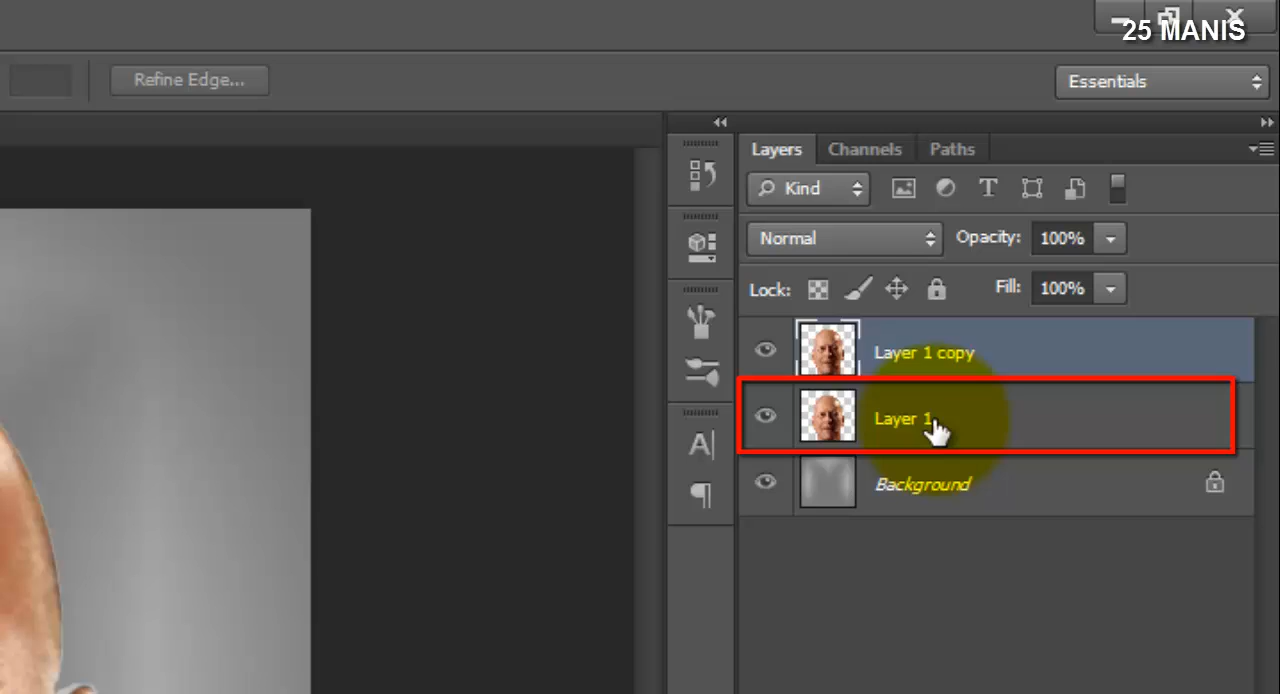 25 MANIS
Refine Edge...
Essentials
Layers Channels Paths
Kind
Normal Opacity: 100%
Lock: Fill: 100%
Layer 1 copy
Layer 1
Background